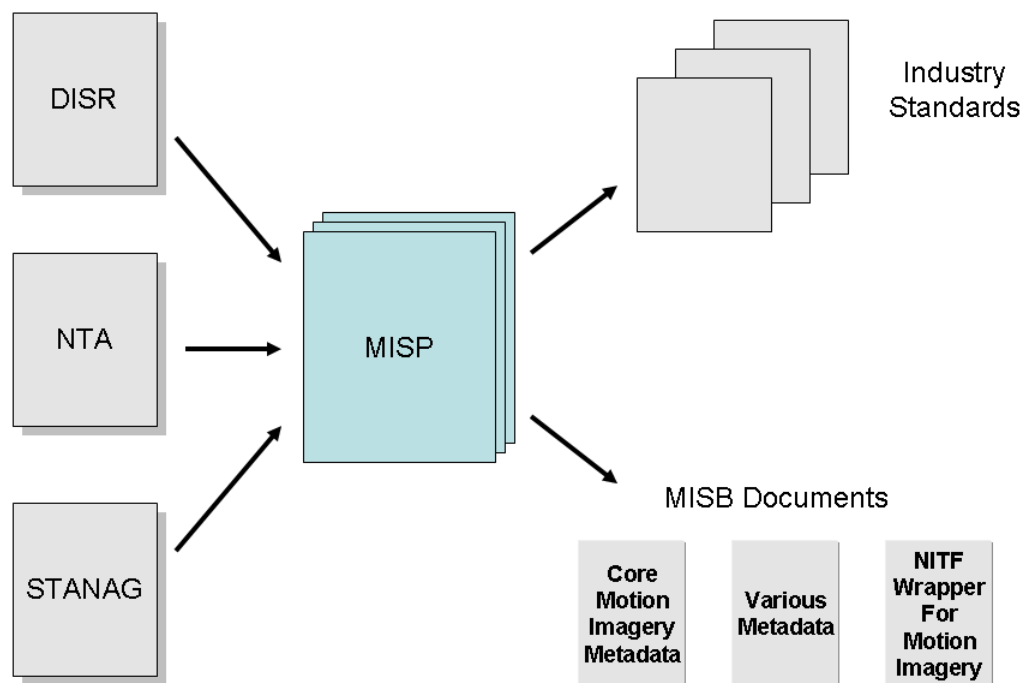 DISR
Industry
Standards
NTA
MISP
STANAG
MISB Documents
Core
Motion
Imagery
Metadata
Various
Metadata
NITF
Wrapper
For
Motion
Imagery